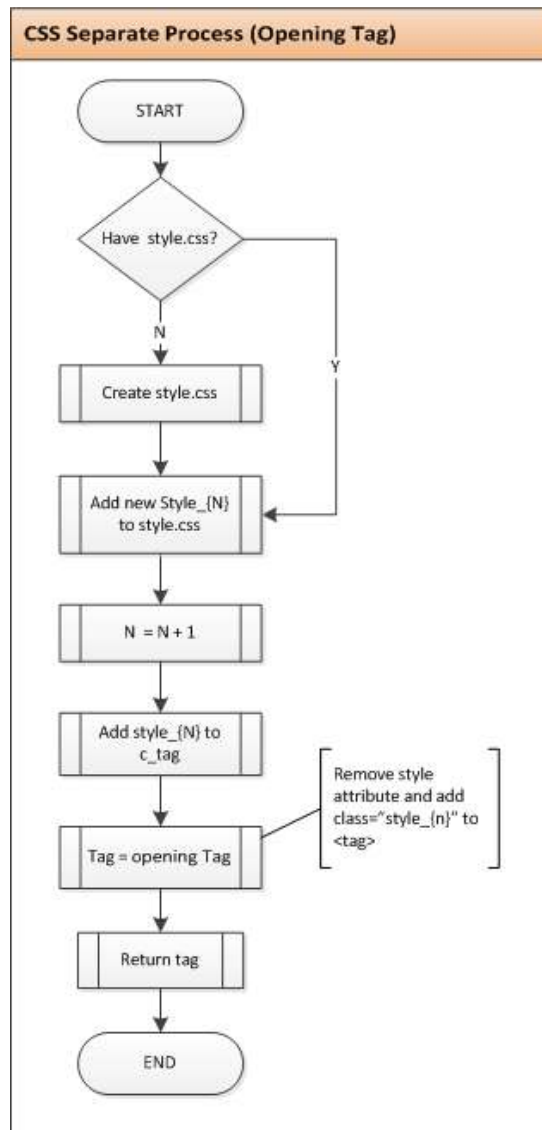 CSS Separate Process (Opening Tag)
START
Have style.css?
N
Y
Create style.css
Add new Style_{N}
to style.css
N = N + 1
Add style_{N} to
c_tag
Remove style
attribute and add
class="style_{n}" to
<tag>
Tag = opening Tag
Return tag
END